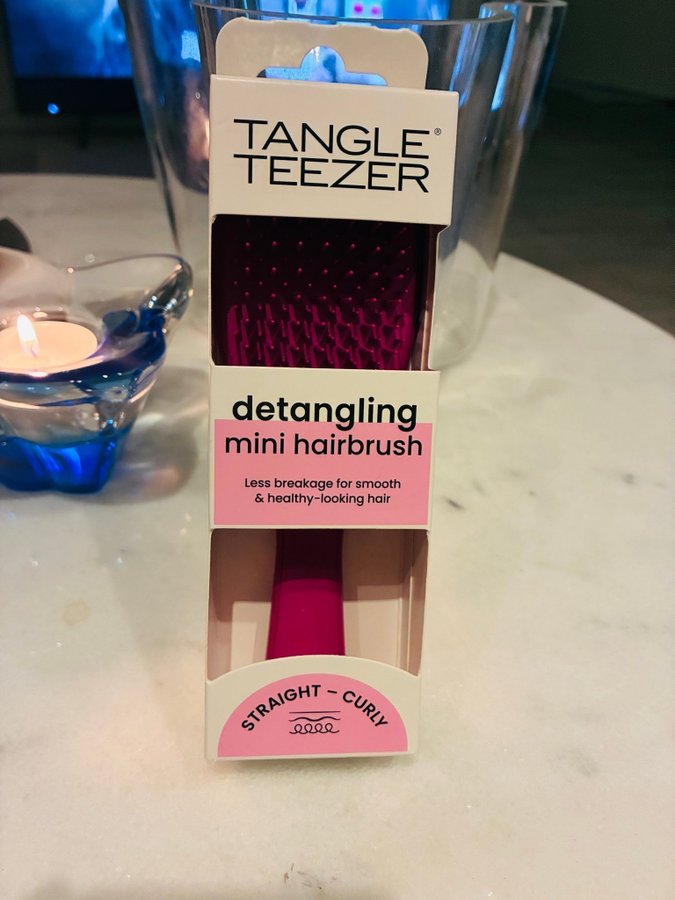 TANGLE®
TEEZER
detangling
mini hairbrush
Less breakage for smooth
& healthy-looking hair
STRAIGHT – CURLY